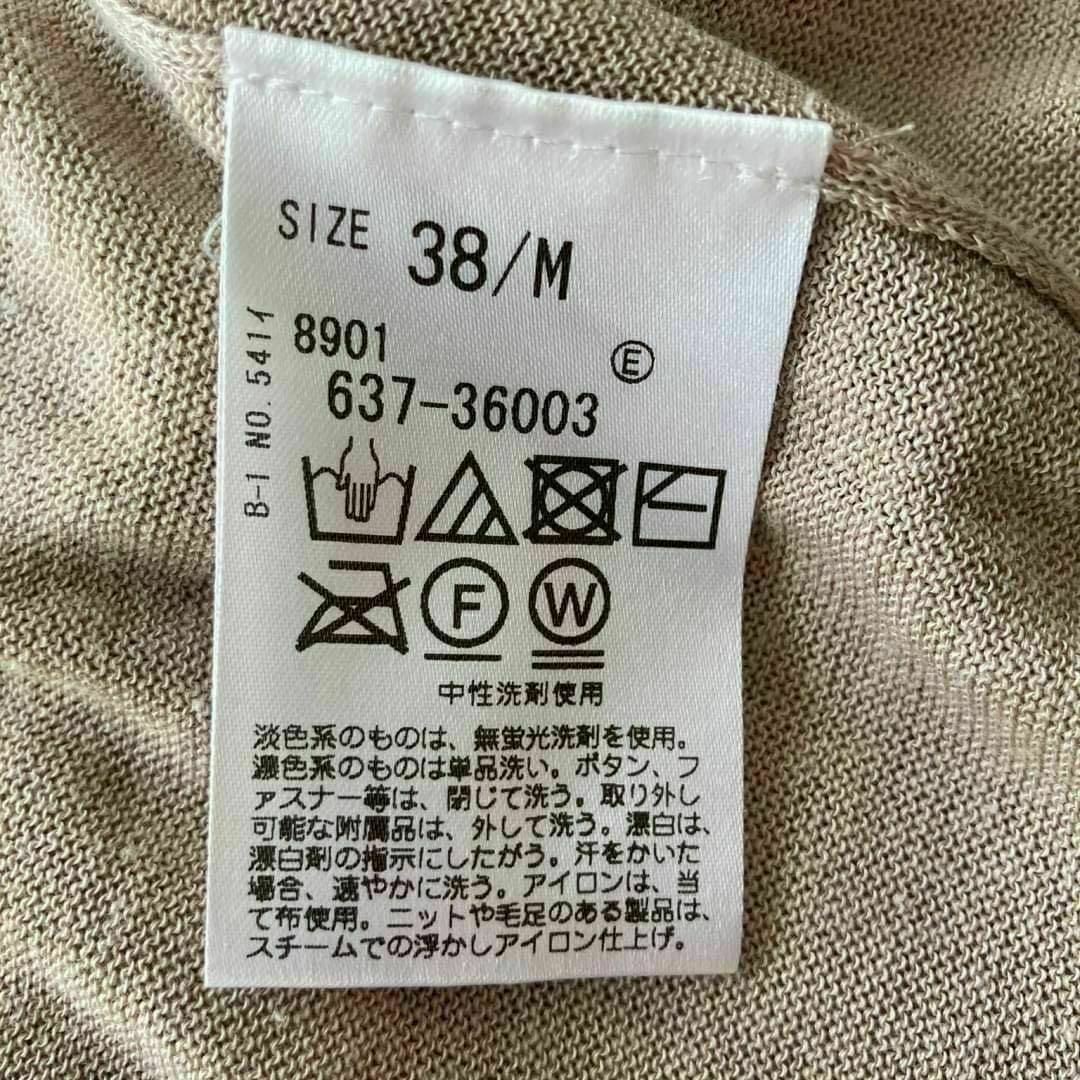 SIZE 38/M
8901
637-36003
Ⓔ
B-1 NO.541イ
F
W
中性洗剤使用
淡色系のものは、無蛍光洗剤を使用。
濃色系のものは単品洗い。ボタン、フ
ァスナー等は、閉じて洗う。取り外し
可能な附属品は、外して洗う。漂白は、
漂白剤の指示にしたがう。汗をかいた
場合、速やかに洗う。アイロンは、当
て布使用。ニットや毛足のある製品は、
スチームでの浮かしアイロン仕上げ。